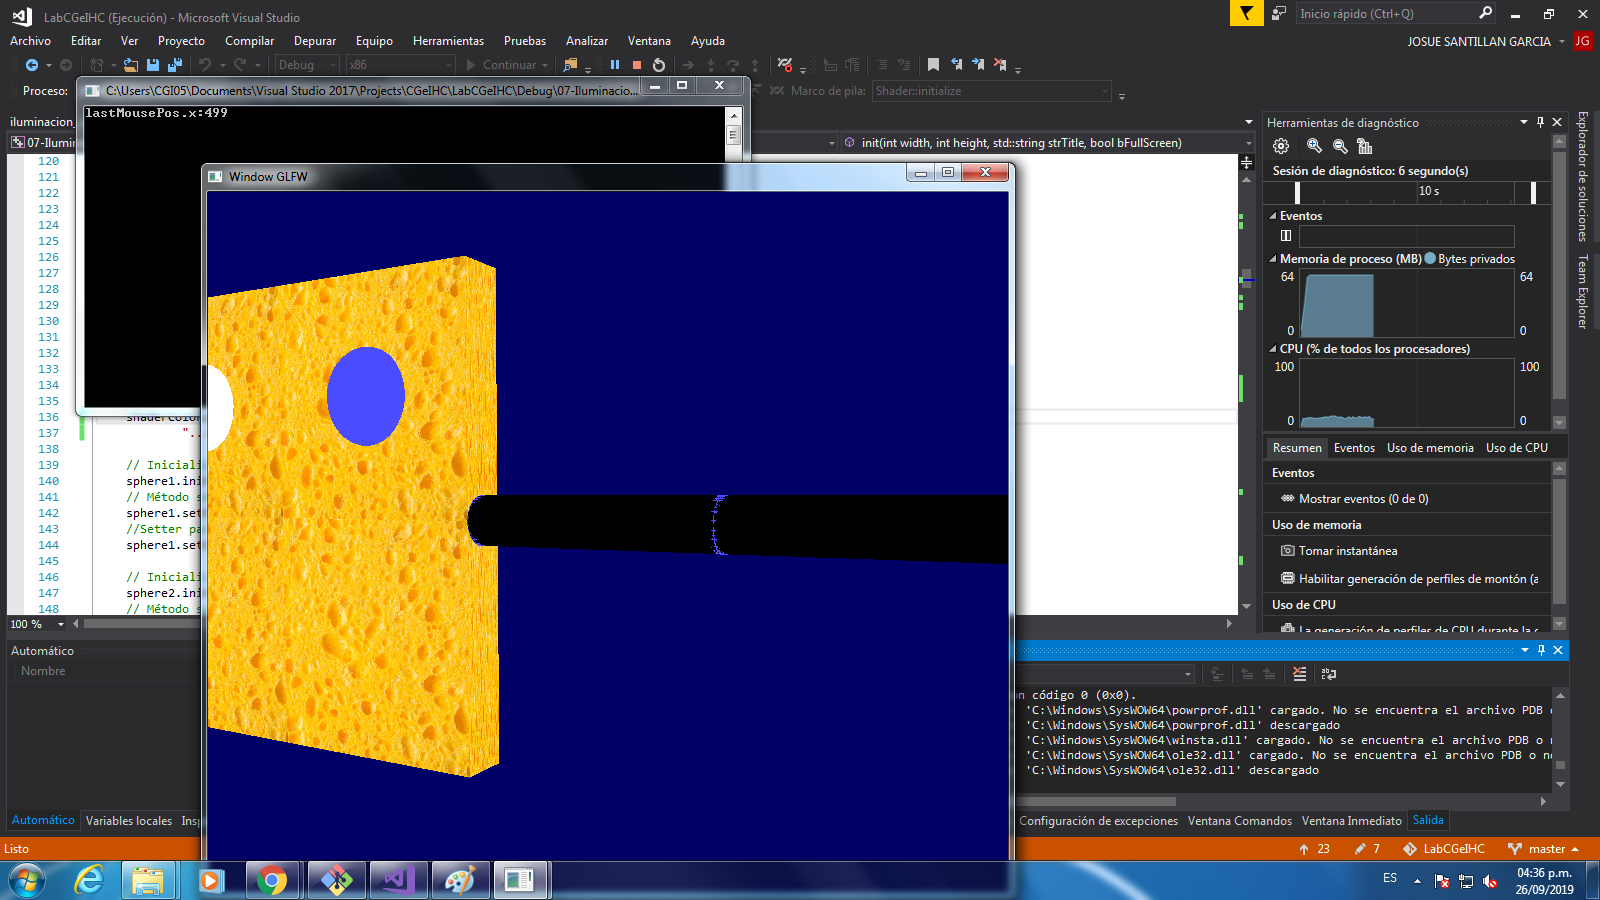 LabCGeIHC (Ejecución) - Microsoft Visual Studio
Inicio rápido (Ctrl+Q)
Archivo Editar Ver Proyecto Compilar Depurar Equipo Herramientas Pruebas Analizar Ventana Ayuda
JOSUE SANTILLAN GARCIA JG
Debug x86 Continuar
Proceso:
Marco de pila: Shader::initialize
C:\Users\CGI05\Documents\Visual Studio 2017\Projects\CGeIHC\LabCGeIHC\Debug\07-Iluminacio...
lastMousePos.x:499
iluminacion_
07-Ilumi
init(int width, int height, std::string strTitle, bool bFullScreen)
Window GLFW
120
121
122
123
124
125
126
127
128
129
130
131
132
133
134
135
136 shaderColo
137 "..
138
139 // Iniciali
140 sphere1.ini
141 // Método s
142 sphere1.set
143 //Setter pa
144 sphere1.set
145
146 // Iniciali
147 sphere2.ini
148 // Método s
100 %
Herramientas de diagnóstico
Sesión de diagnóstico: 6 segundo(s)
10 s
Eventos
Memoria de proceso (MB) Bytes privados
64 64
0 0
CPU (% de todos los procesadores)
100 100
0 0
Resumen Eventos Uso de memoria Uso de CPU
Eventos
Mostrar eventos (0 de 0)
Uso de memoria
Tomar instantánea
Habilitar generación de perfiles de montón (a
Uso de CPU
La generación de perfiles de CPU durante la
Explorador de soluciones
Team Explorer
Automático
Nombre
n código 0 (0x0).
'C:\Windows\SysWOW64\powrprof.dll' cargado. No se encuentra el archivo PDB
'C:\Windows\SysWOW64\powrprof.dll' descargado
'C:\Windows\SysWOW64\winsta.dll' cargado. No se encuentra el archivo PDB o
'C:\Windows\SysWOW64\ole32.dll' cargado. No se encuentra el archivo PDB o
'C:\Windows\SysWOW64\ole32.dll' descargado
Automático Variables locales Insp
Configuración de excepciones Ventana Comandos Ventana Inmediato Salida
Listo
23 7 LabCGeIHC master
ES
04:36 p.m.
26/09/2019